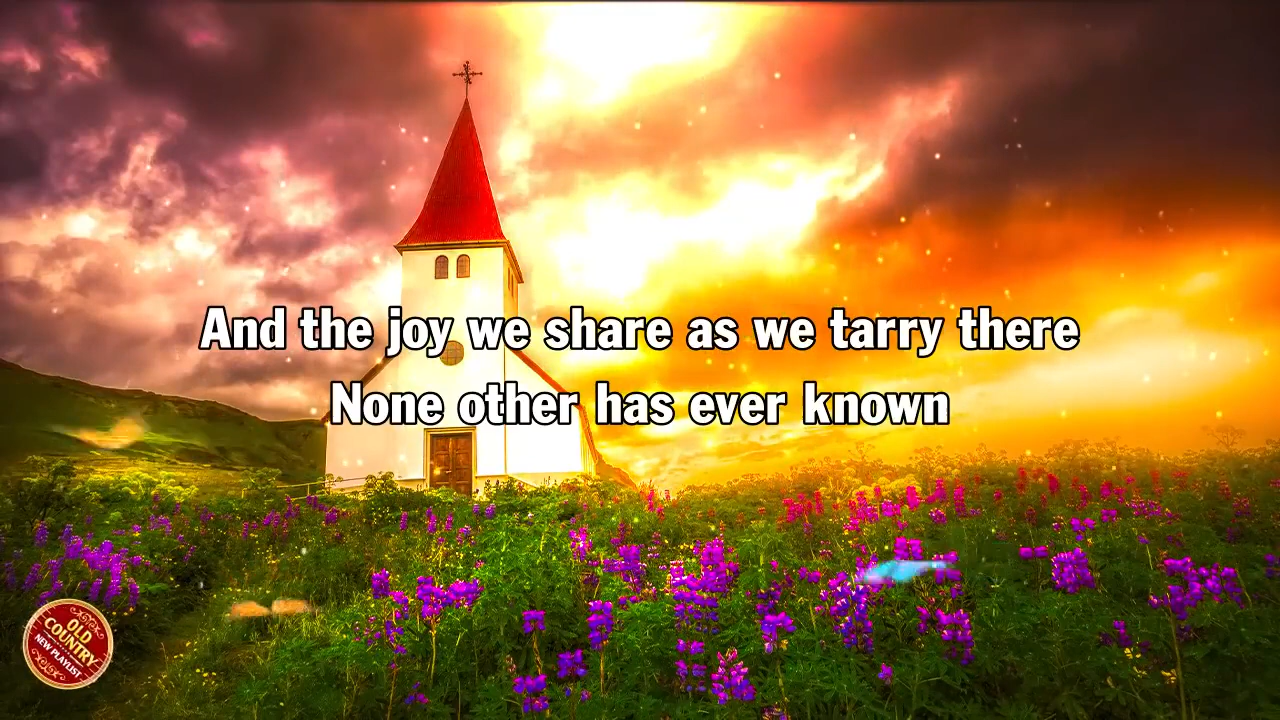 And the joy we share as we tarry there
None other has ever known
OLD
COUNTRY
NEW PLAYLIST